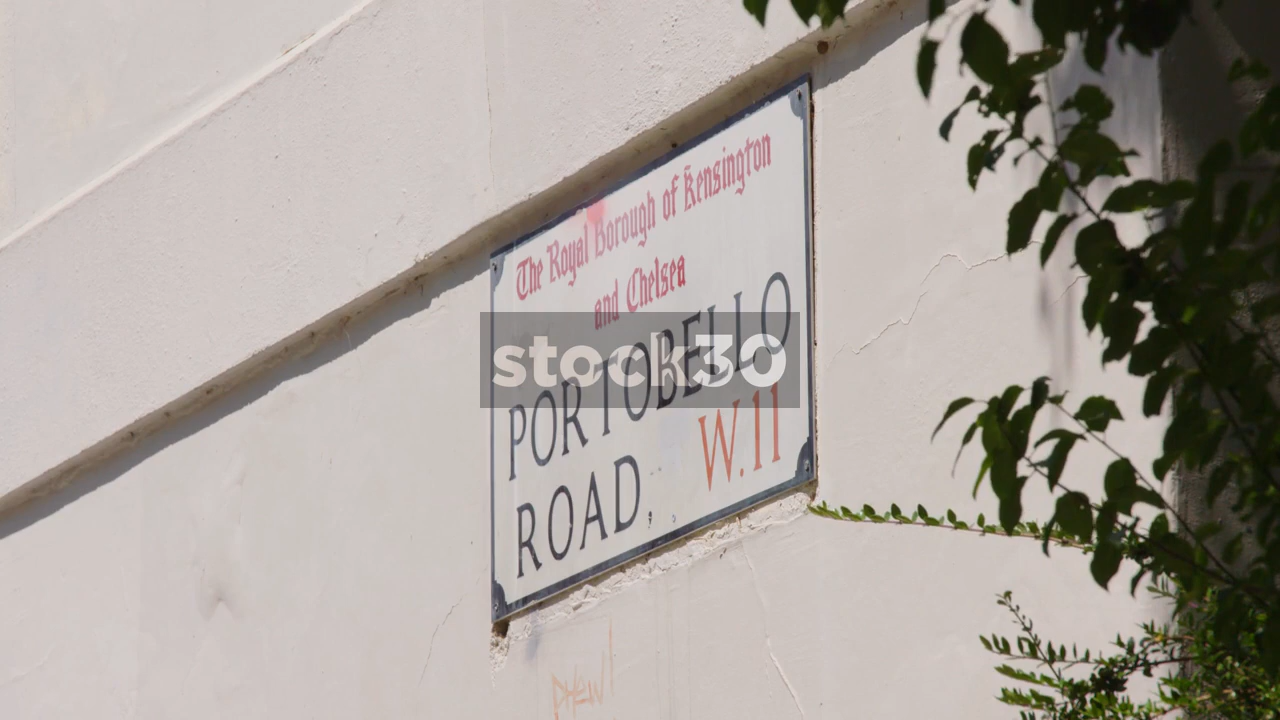 The Royal Borough of Kensington
and Chelsea
PORTOBELLO
stock30
ROAD W.11